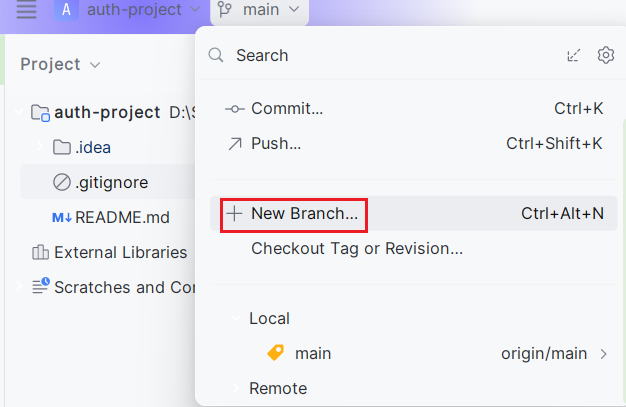 A auth-project main
Search
Project
Commit... Ctrl+K
auth-project D:\S
Push... Ctrl+Shift+K
.idea
.gitignore
New Branch... Ctrl+Alt+N
M↓ README.md
Checkout Tag or Revision...
External Libraries
Scratches and Con
Local
main origin/main
Remote